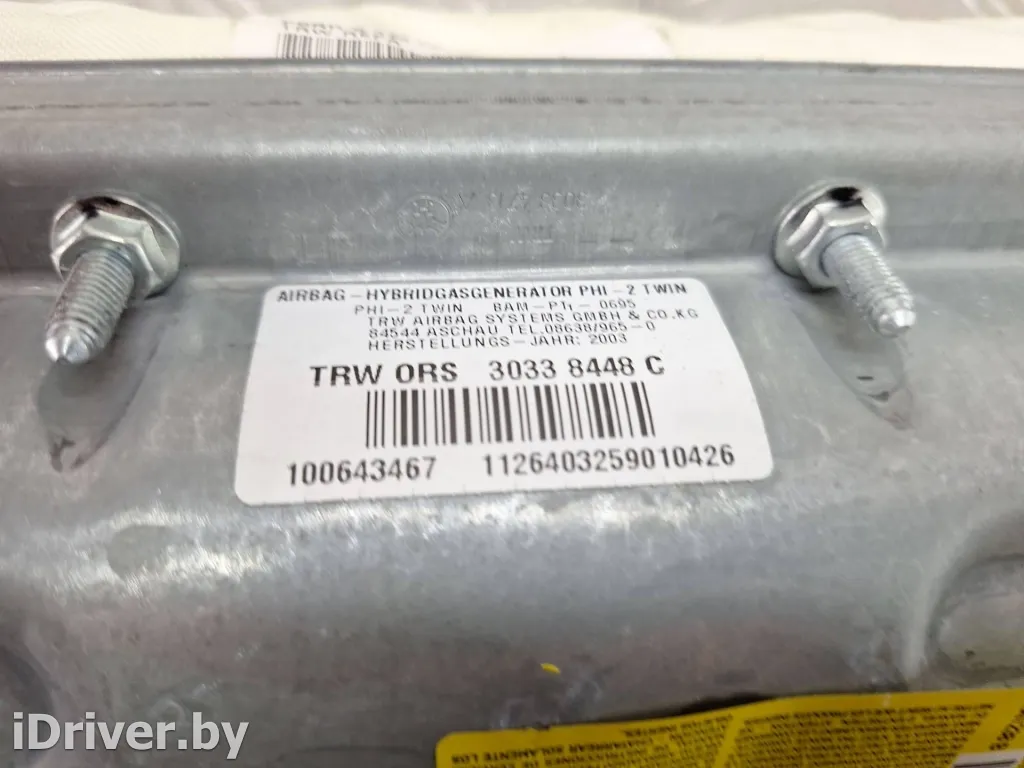 AIRBAG – HYBRIDGASGENERATOR PHI – 2 TWIN
PHI – 2 TWIN BAM – PT1 – 0695
TRW AIRBAG SYSTEMS GMBH & CO.KG
84544 ASCHAU TEL.08638/965–0
HERSTELLUNGS – JAHR: 2003
TRW ORS 3033 8448 C
100643467 1126403259010426
iDriver.by